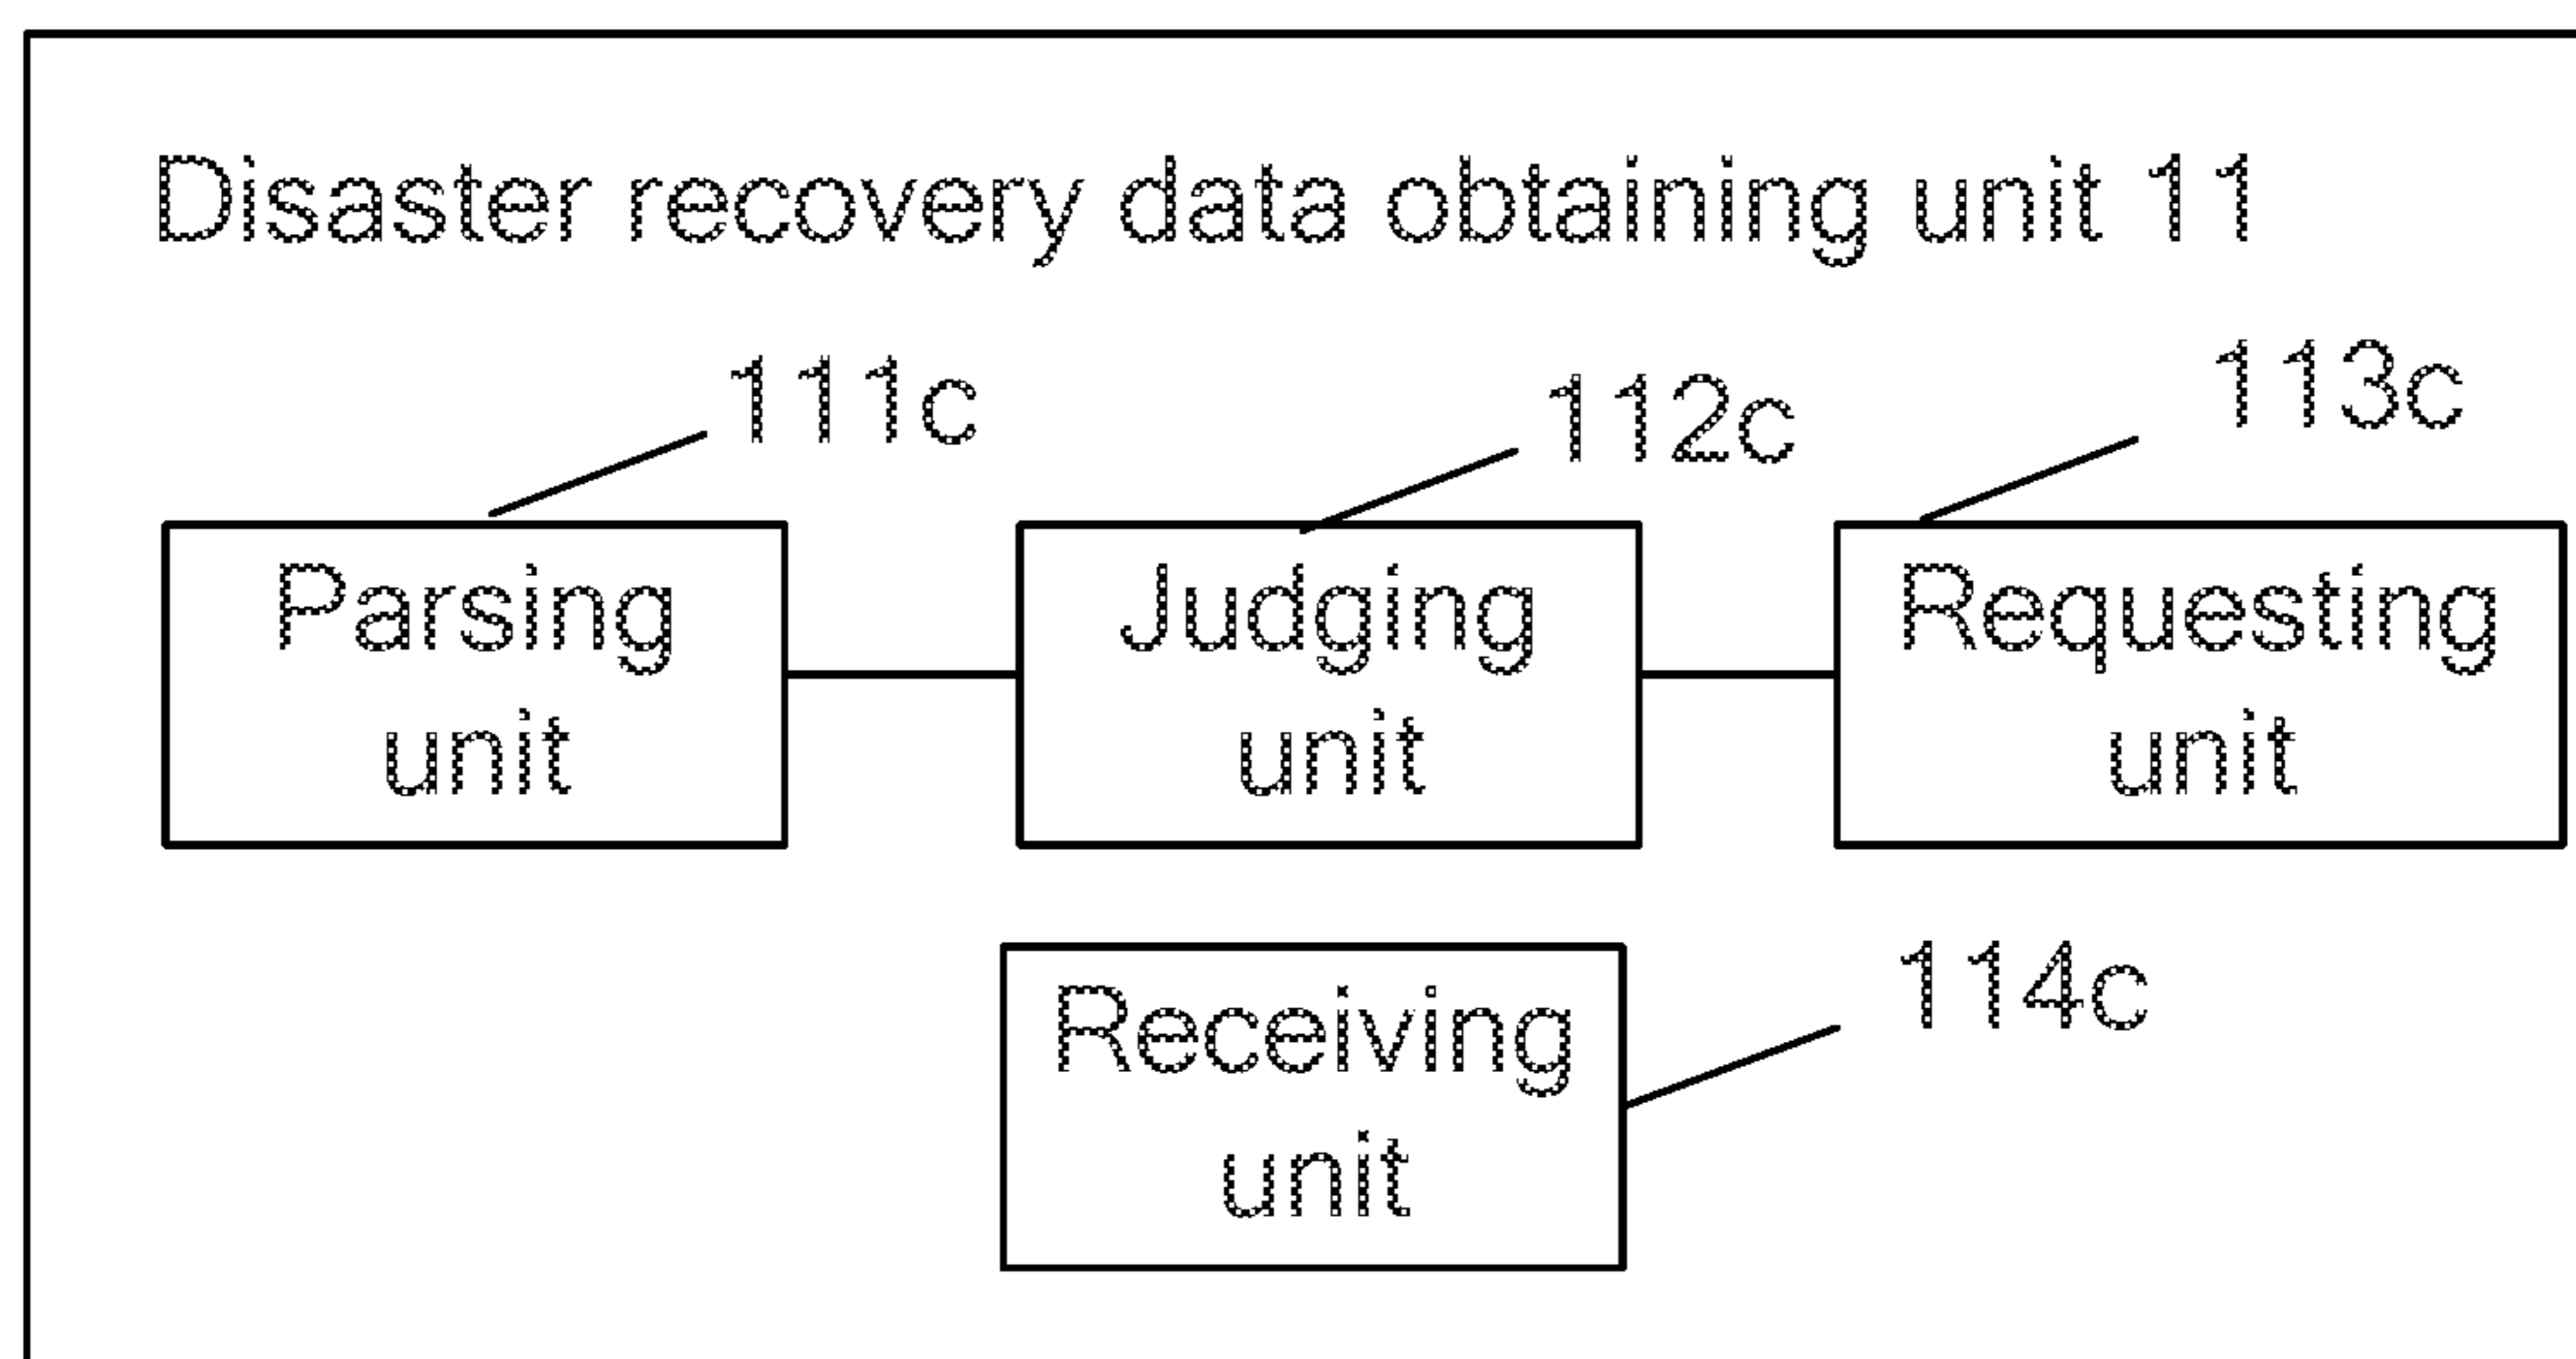 Disaster recovery data obtaining unit 11
111c
112c
113c
Parsing
unit
Judging
unit
Requesting
unit
Receiving
unit
114c